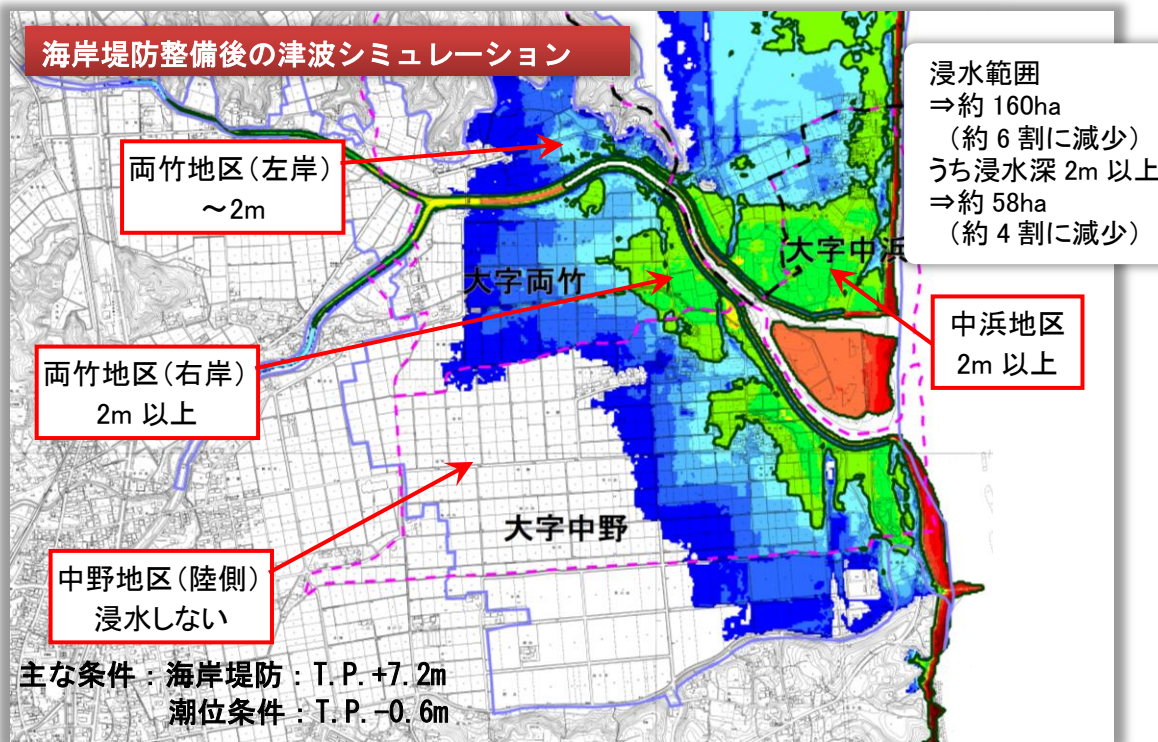 海岸堤防整備後の津波シミュレーション
浸水範囲
⇒約 160ha
（約 6 割に減少）
うち浸水深 2m 以上
⇒約 58ha
（約 4 割に減少）
両竹地区（左岸）
～2m
大字中浜
大字両竹
中浜地区
2m 以上
両竹地区（右岸）
2m 以上
大字中野
中野地区（陸側）
浸水しない
主な条件：海岸堤防：T.P.+7.2m
潮位条件：T.P.-0.6m